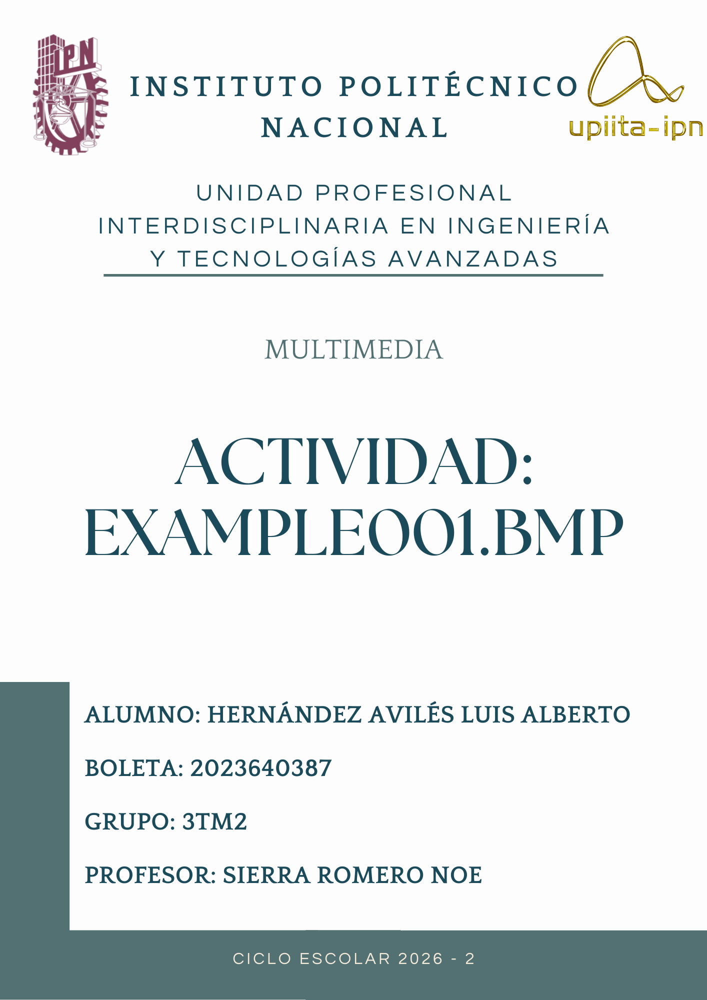 IPN
INSTITUTO POLITÉCNICO
NACIONAL
upiita-ipn
UNIDAD PROFESIONAL
INTERDISCIPLINARIA EN INGENIERÍA
Y TECNOLOGÍAS AVANZADAS
MULTIMEDIA
ACTIVIDAD:
EXAMPLE001.BMP
ALUMNO: HERNÁNDEZ AVILÉS LUIS ALBERTO
BOLETA: 2023640387
GRUPO: 3TM2
PROFESOR: SIERRA ROMERO NOE
CICLO ESCOLAR 2026 - 2